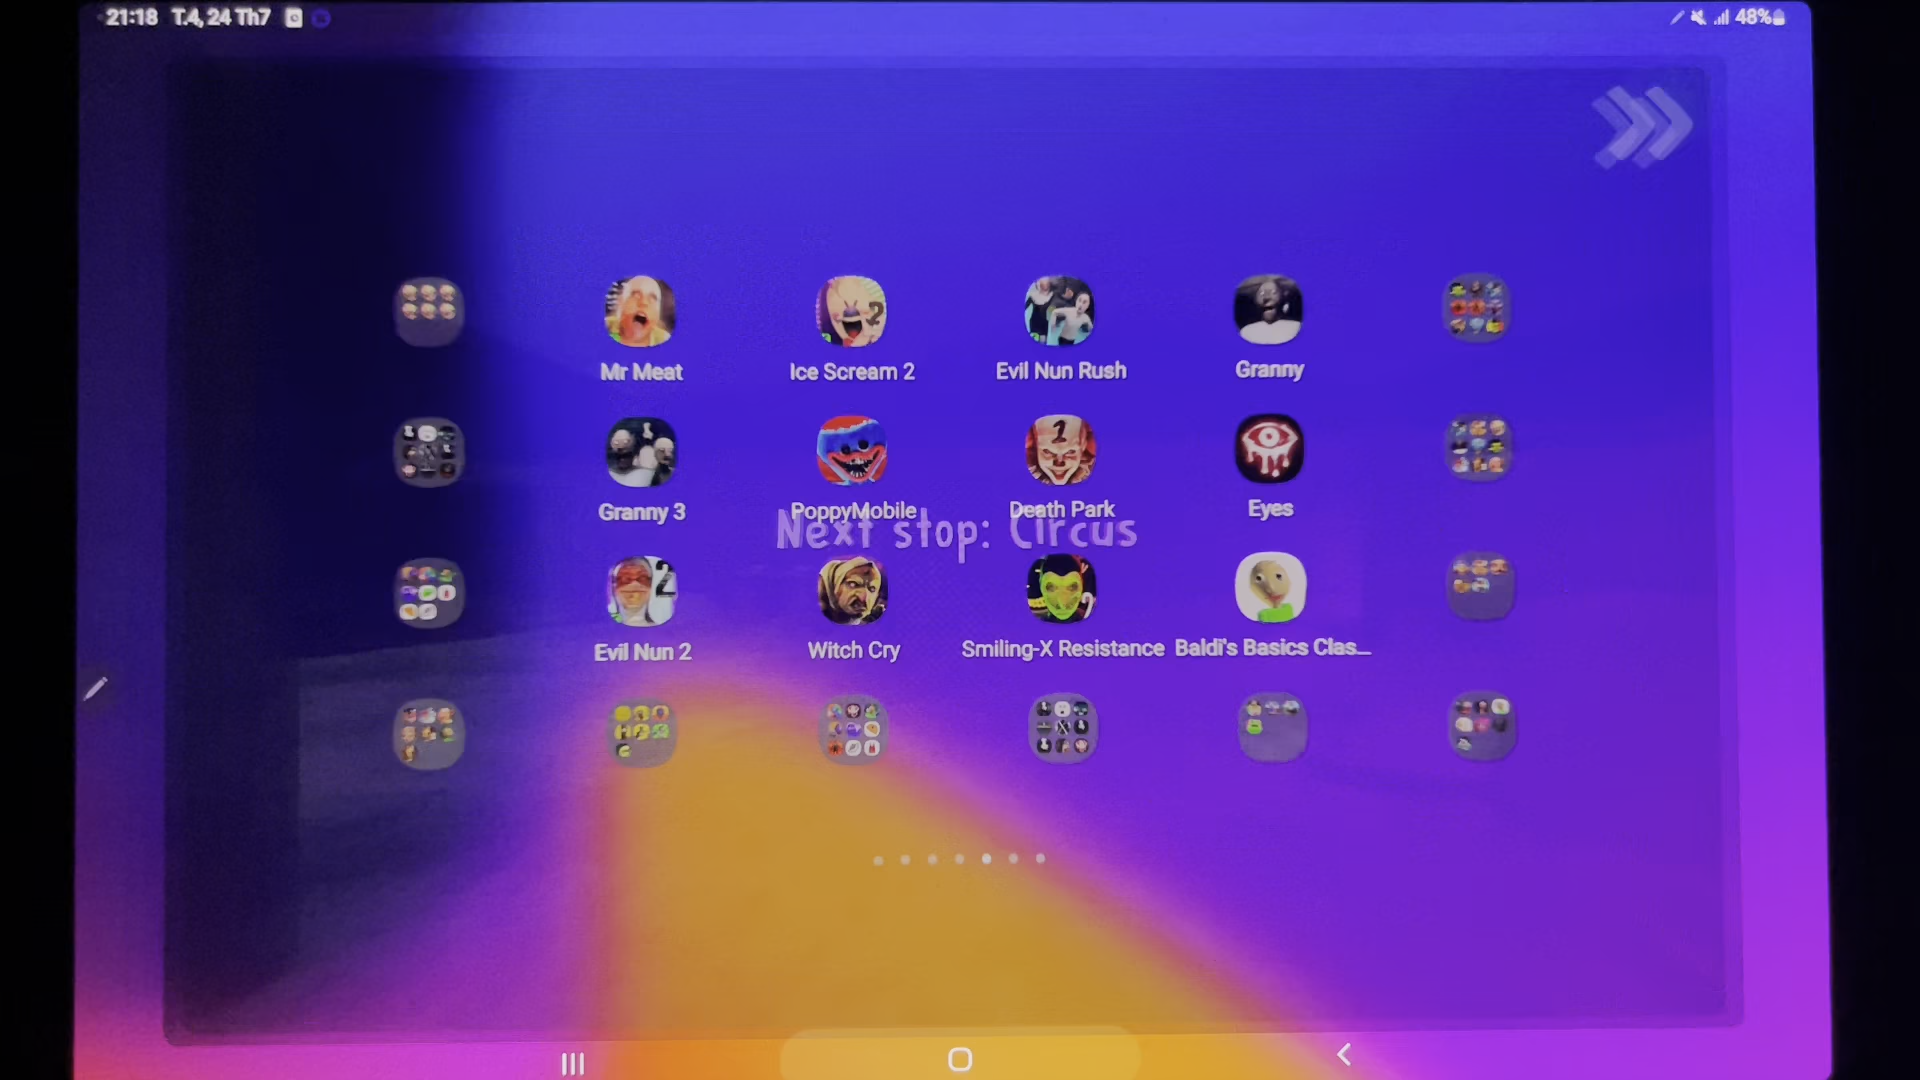 21:18 T.4, 24 Th7
48%
Mr Meat
Ice Scream 2
Evil Nun Rush
Granny
Granny 3
PoppyMobile
Death Park
Eyes
Next stop: Circus
Evil Nun 2
Witch Cry
Smiling-X Resistance
Baldi's Basics Clas...